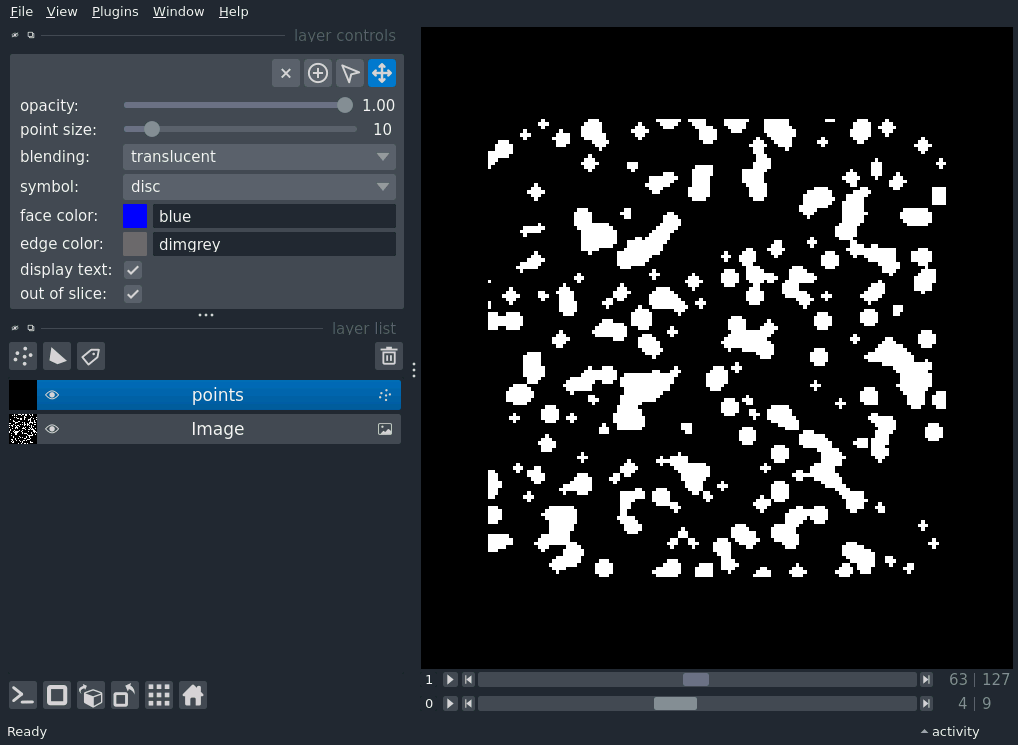 File View Plugins Window Help
layer controls
opacity: 1.00
point size: 10
blending: translucent
symbol: disc
face color: blue
edge color: dimgrey
display text:
out of slice:
layer list
points
Image
1 63 | 127
0 4 | 9
Ready activity